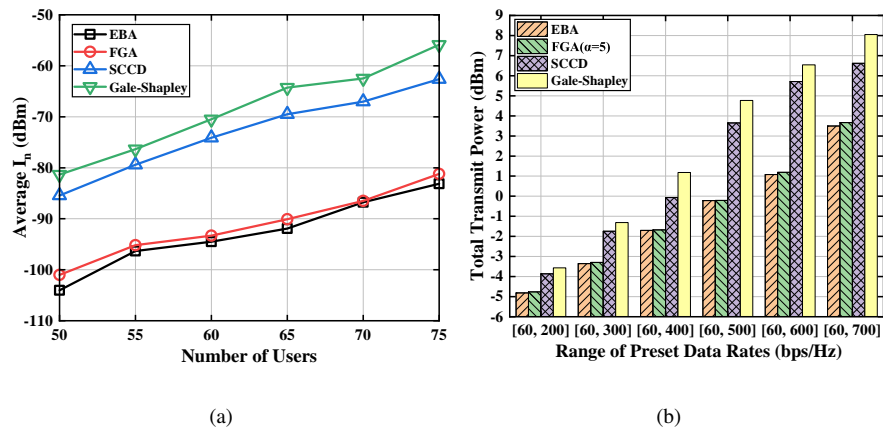 -50
-60
-70
-80
-90
-100
-110
Average I_n (dBm)
EBA
FGA
SCCD
Gale-Shapley
50 55 60 65 70 75
Number of Users
(a)
9
8
7
6
5
4
3
2
1
0
-1
-2
-3
-4
-5
-6
Total Transmit Power (dBm)
EBA
FGA(α=5)
SCCD
Gale-Shapley
[60, 200] [60, 300] [60, 400] [60, 500] [60, 600] [60, 700]
Range of Preset Data Rates (bps/Hz)
(b)